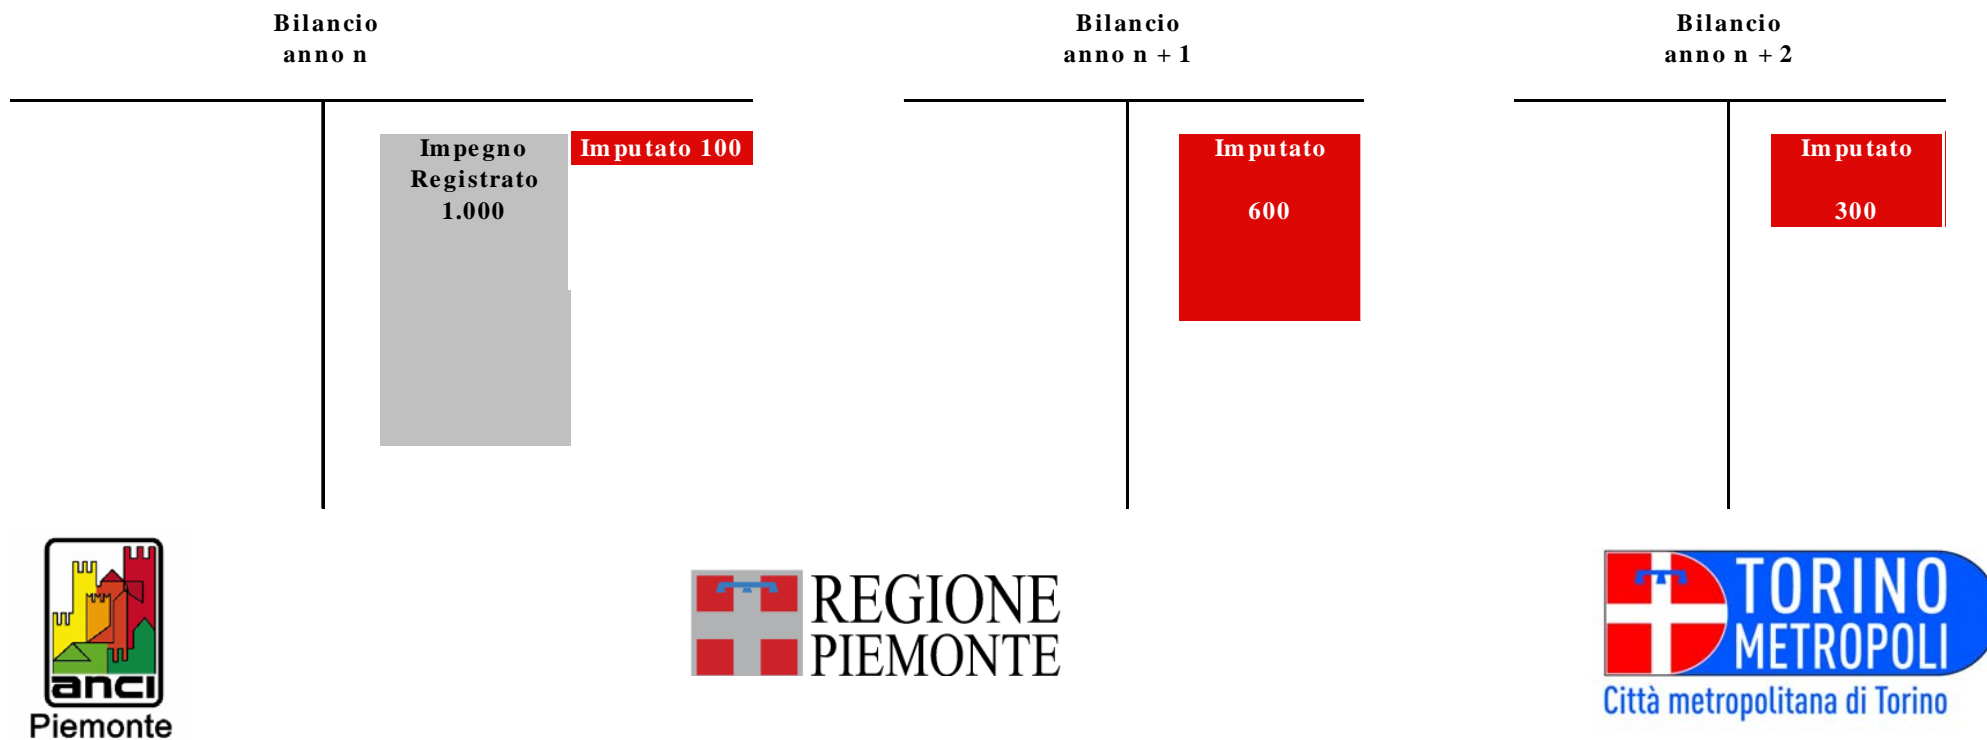 Bilancio
anno n
Bilancio
anno n + 1
Bilancio
anno n + 2
Impegno
Registrato
1.000
Imputato 100
Imputato
600
Imputato
300
anci
Piemonte
REGIONE
PIEMONTE
TORINO
METROPOLI
Città metropolitana di Torino